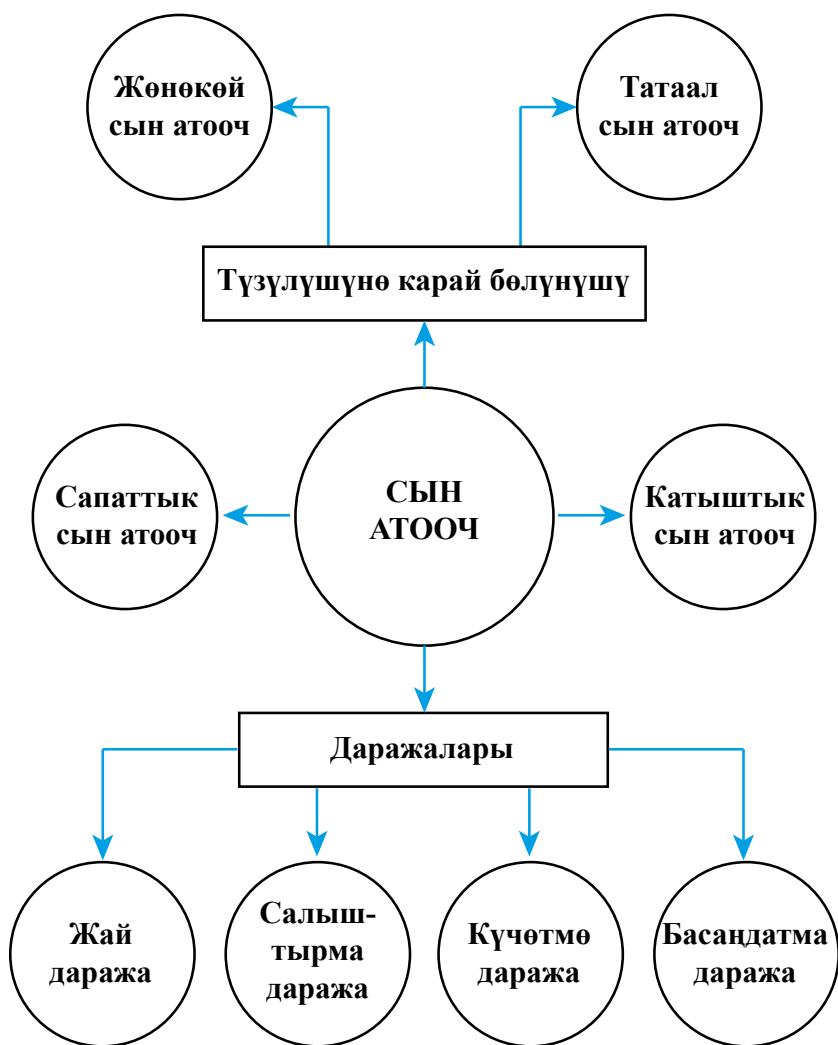 Жөнөкөй
сын атооч
Татаал
сын атооч
Түзүлүшүнө карай бөлүнүшү
Сапаттык
сын атооч
СЫН
АТООЧ
Катыштык
сын атооч
Даражалары
Жай
даража
Салыш-
тырма
даража
Күчөтмө
даража
Басаңдатма
даража